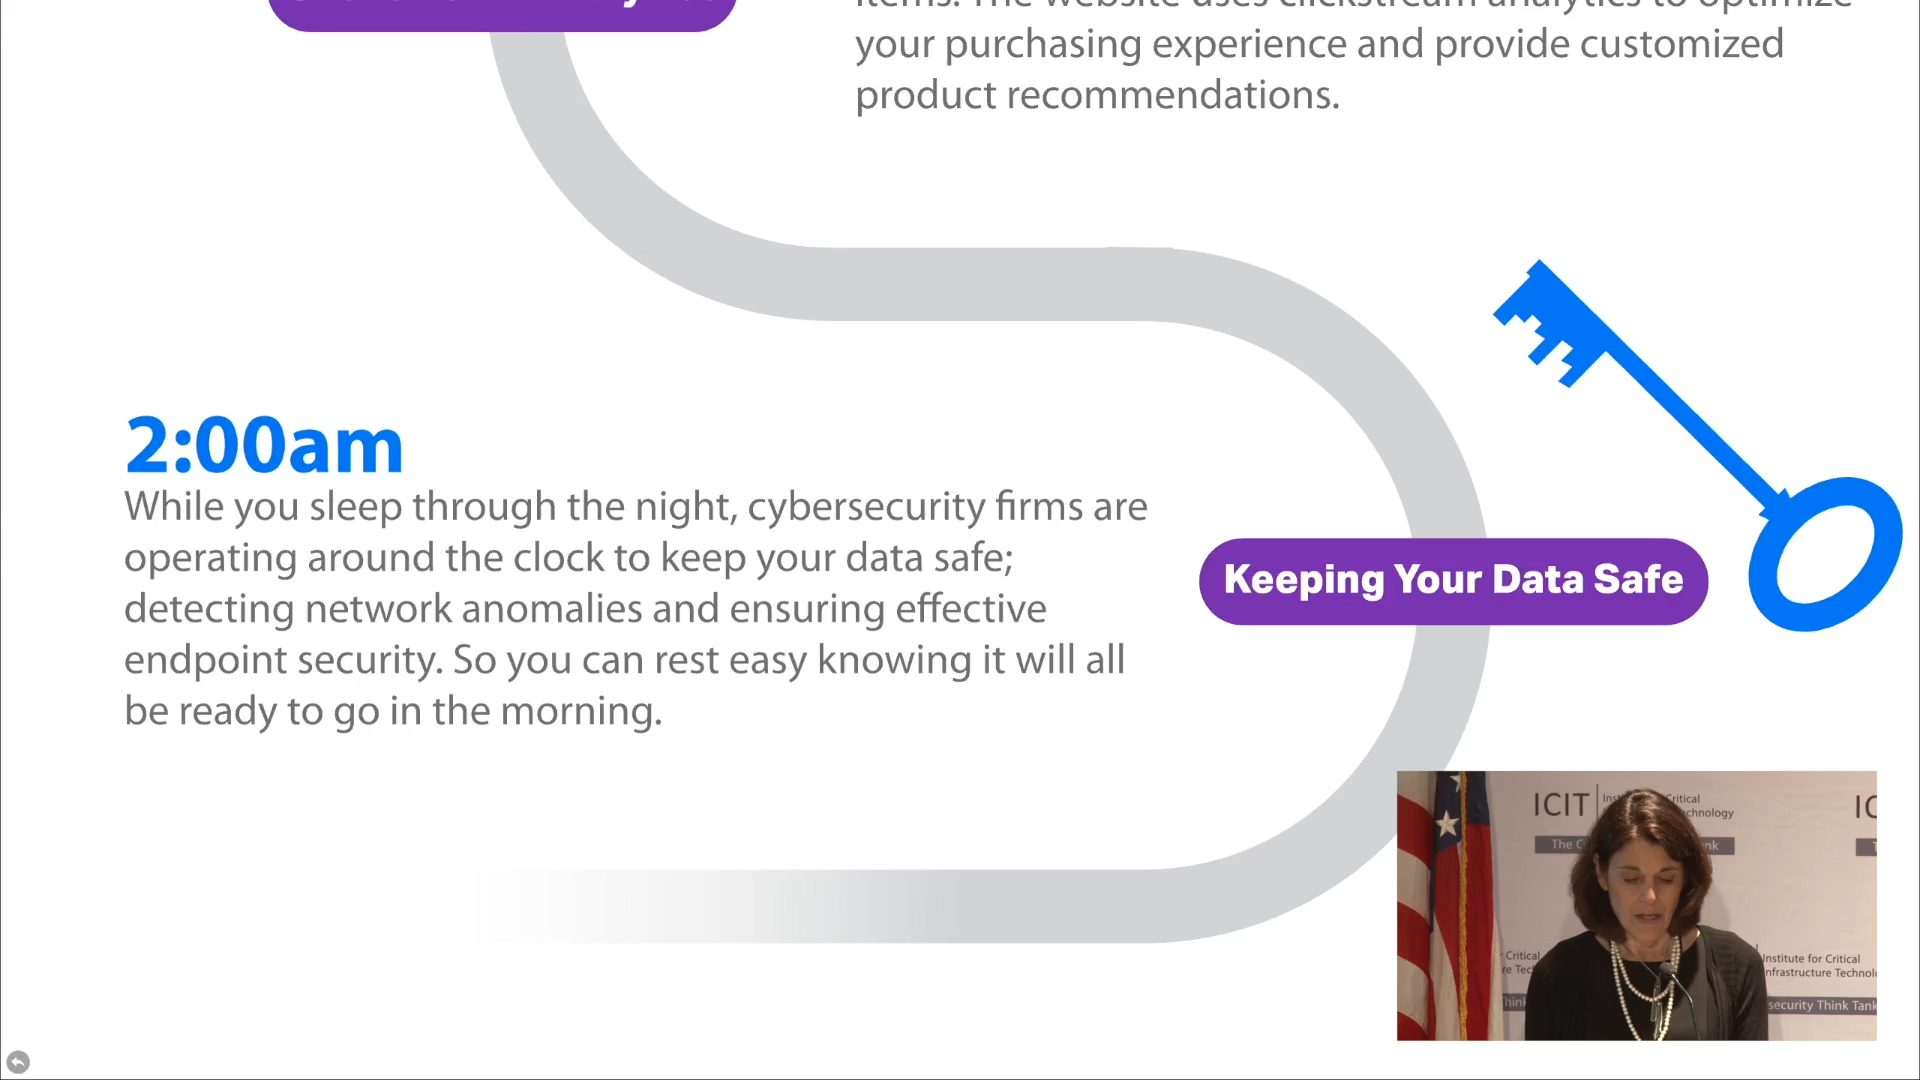 your purchasing experience and provide customized
product recommendations.
2:00am
While you sleep through the night, cybersecurity firms are
operating around the clock to keep your data safe;
detecting network anomalies and ensuring effective
endpoint security. So you can rest easy knowing it will all
be ready to go in the morning.
Keeping Your Data Safe
ICIT
Critical
The
Critical
Institute for Critical
security Think Tank